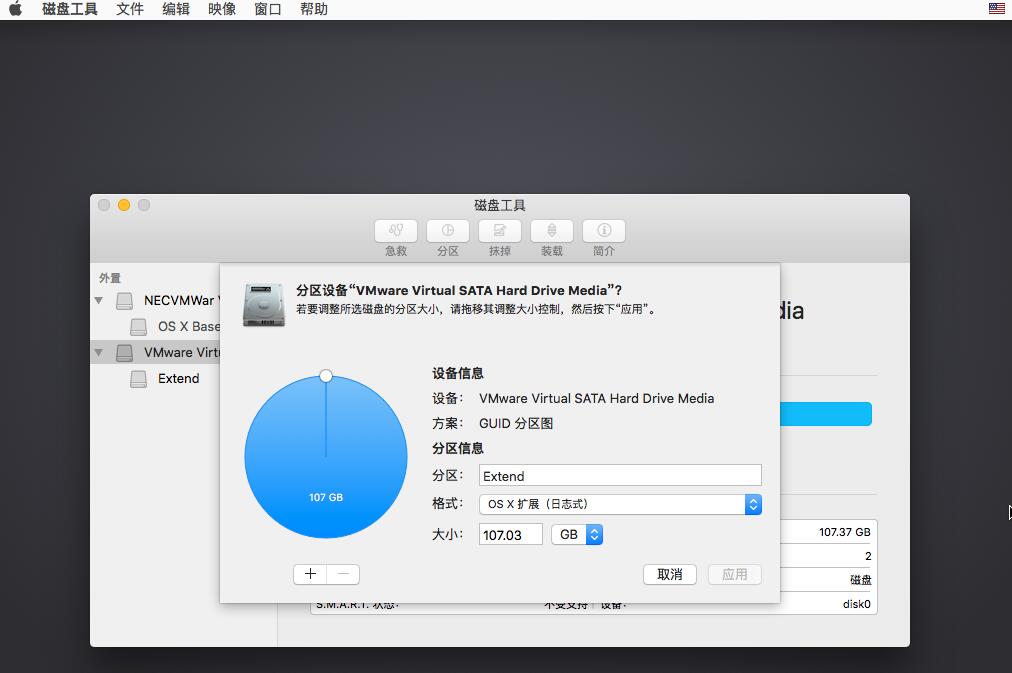 磁盘工具 文件 编辑 映像 窗口 帮助
磁盘工具
急救 分区 抹掉 装载 简介
外置
NECVMWar
OS X Base
VMware Virtu
Extend
分区设备“VMware Virtual SATA Hard Drive Media”?
若要调整所选磁盘的分区大小，请拖移其调整大小控制，然后按下“应用”。
dia
107 GB
设备信息
设备： VMware Virtual SATA Hard Drive Media
方案： GUID 分区图
分区信息
分区： Extend
格式： OS X 扩展（日志式）
大小： 107.03 GB
取消 应用
107.37 GB
2
磁盘
S.M.A.R.T. 状态: 不受支持 设备: disk0